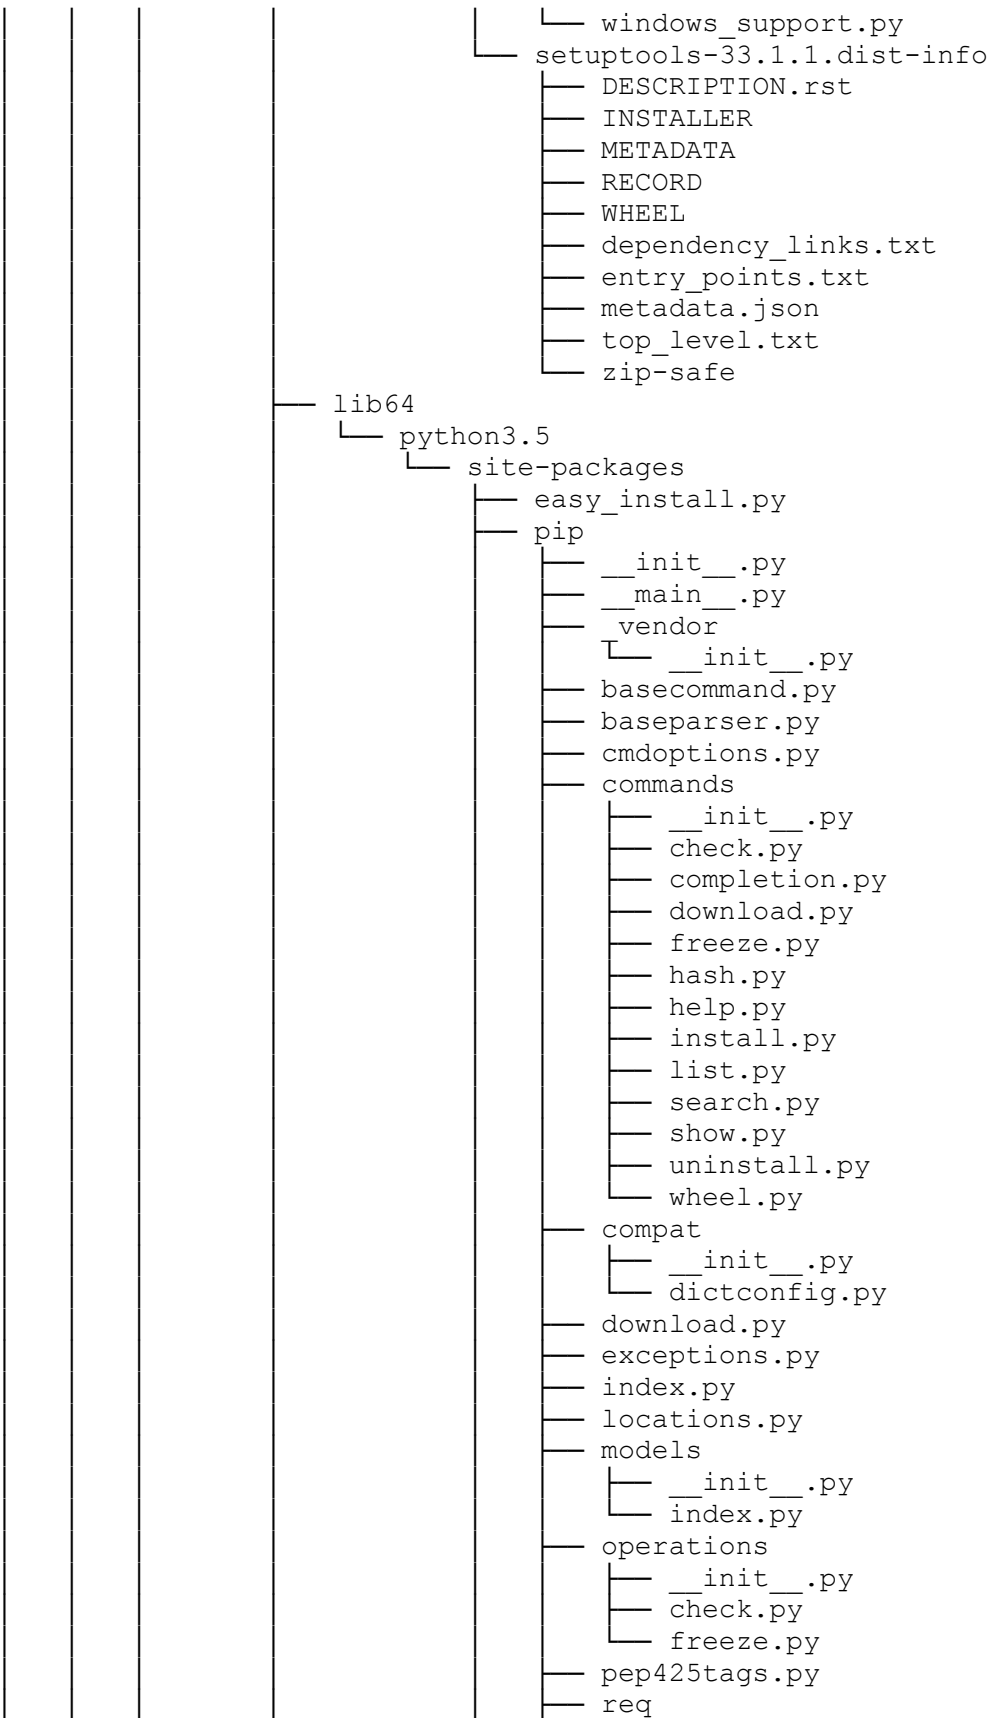 windows_support.py
setuptools-33.1.1.dist-info
DESCRIPTION.rst
INSTALLER
METADATA
RECORD
WHEEL
dependency_links.txt
entry_points.txt
metadata.json
top_level.txt
zip-safe
lib64
python3.5
site-packages
easy_install.py
pip
__init__.py
__main__.py
_vendor
__init__.py
basecommand.py
baseparser.py
cmdoptions.py
commands
__init__.py
check.py
completion.py
download.py
freeze.py
hash.py
help.py
install.py
list.py
search.py
show.py
uninstall.py
wheel.py
compat
__init__.py
dictconfig.py
download.py
exceptions.py
index.py
locations.py
models
__init__.py
index.py
operations
__init__.py
check.py
freeze.py
pep425tags.py
req